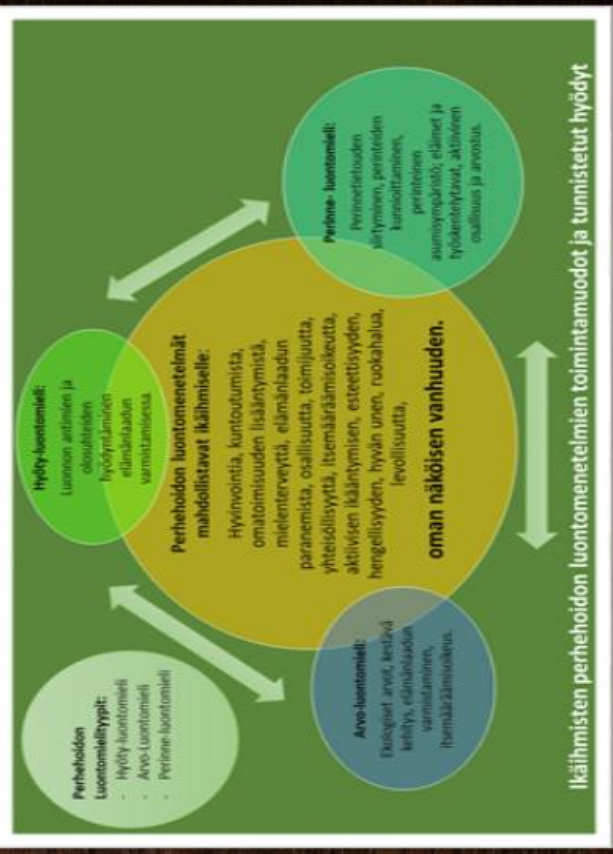 Perhehoidon
Luontomielityypit:
- Hyöty-luontomieli
- Arvo-Luontomieli
- Perinne-luontomieli
Hyöty-luontomieli:
Luonnon antimien ja
olosuhteiden
hyödyntäminen
elämänlaadun
varmistamisessa.
Perinne- luontomieli:
Perinnetietouden
siirtyminen, perinteiden
kunnioittaminen,
perinteinen
asumisympäristö; eläimet ja
työskentelytavat, aktiivinen
osallisuus ja arvostus.
Perhehoidon luontomenetelmät
mahdollistavat ikäihmiselle:
Hyvinvointia, kuntoutumista,
omatoimisuuden lisääntymistä,
mielenterveyttä, elämänlaadun
paranemista, osallisuutta, toimijuutta,
yhteisöllisyyttä, itsemääräämisoikeutta,
aktiivisen ikääntymisen, esteettisyyden,
hengellisyyden, hyvän unen, ruokahalua,
levollisuutta,
oman näköisen vanhuuden.
Arvo-luontomieli:
Ekologiset arvot, kestävä
kehitys, elämänlaadun
varmistaminen,
itsemääräämisoikeus.
Ikäihmisten perhehoidon luontomenetelmien toimintamuodot ja tunnistetut hyödyt